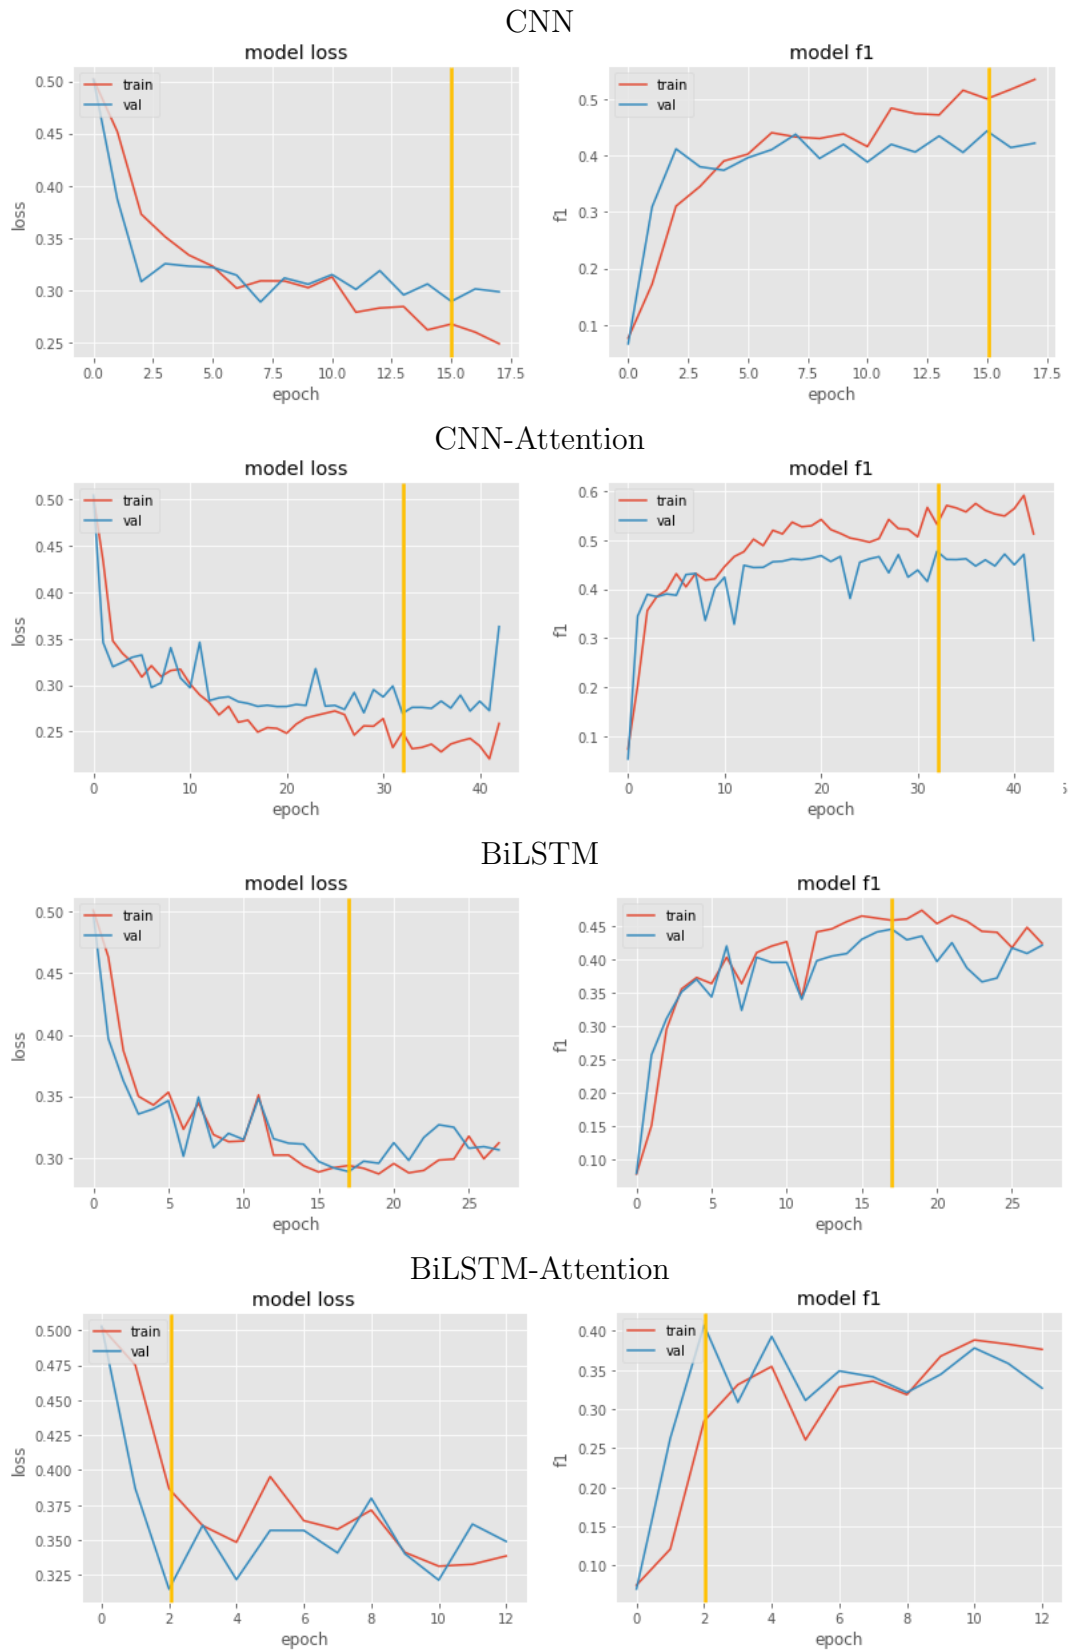 CNN
model loss
model f1
train
val
train
val
0.50
0.45
0.40
0.35
0.30
0.25
loss
0.5
0.4
0.3
0.2
0.1
f1
0.0 2.5 5.0 7.5 10.0 12.5 15.0 17.5
0.0 2.5 5.0 7.5 10.0 12.5 15.0 17.5
epoch
epoch
CNN-Attention
model loss
model f1
train
val
train
val
0.50
0.45
0.40
0.35
0.30
0.25
loss
0.6
0.5
0.4
0.3
0.2
0.1
f1
0 10 20 30 40
0 10 20 30 40
epoch
epoch
BiLSTM
model loss
model f1
train
val
train
val
0.50
0.45
0.40
0.35
0.30
loss
0.45
0.40
0.35
0.30
0.25
0.20
0.15
0.10
f1
0 5 10 15 20 25
0 5 10 15 20 25
epoch
epoch
BiLSTM-Attention
model loss
model f1
train
val
train
val
0.500
0.475
0.450
0.425
0.400
0.375
0.350
0.325
loss
0.40
0.35
0.30
0.25
0.20
0.15
0.10
f1
0 2 4 6 8 10 12
0 2 4 6 8 10 12
epoch
epoch